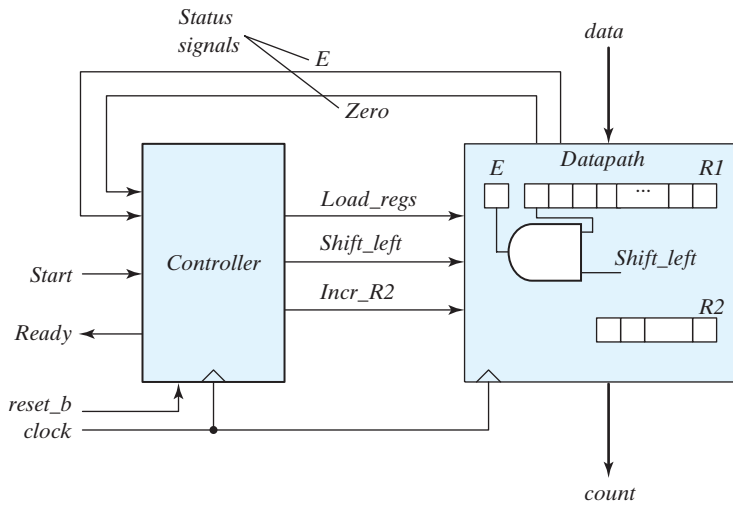 Status
signals
E
Zero
data
Datapath
E
R1
...
Load_regs
Shift_left
Incr_R2
Controller
Shift_left
R2
Start
Ready
reset_b
clock
count